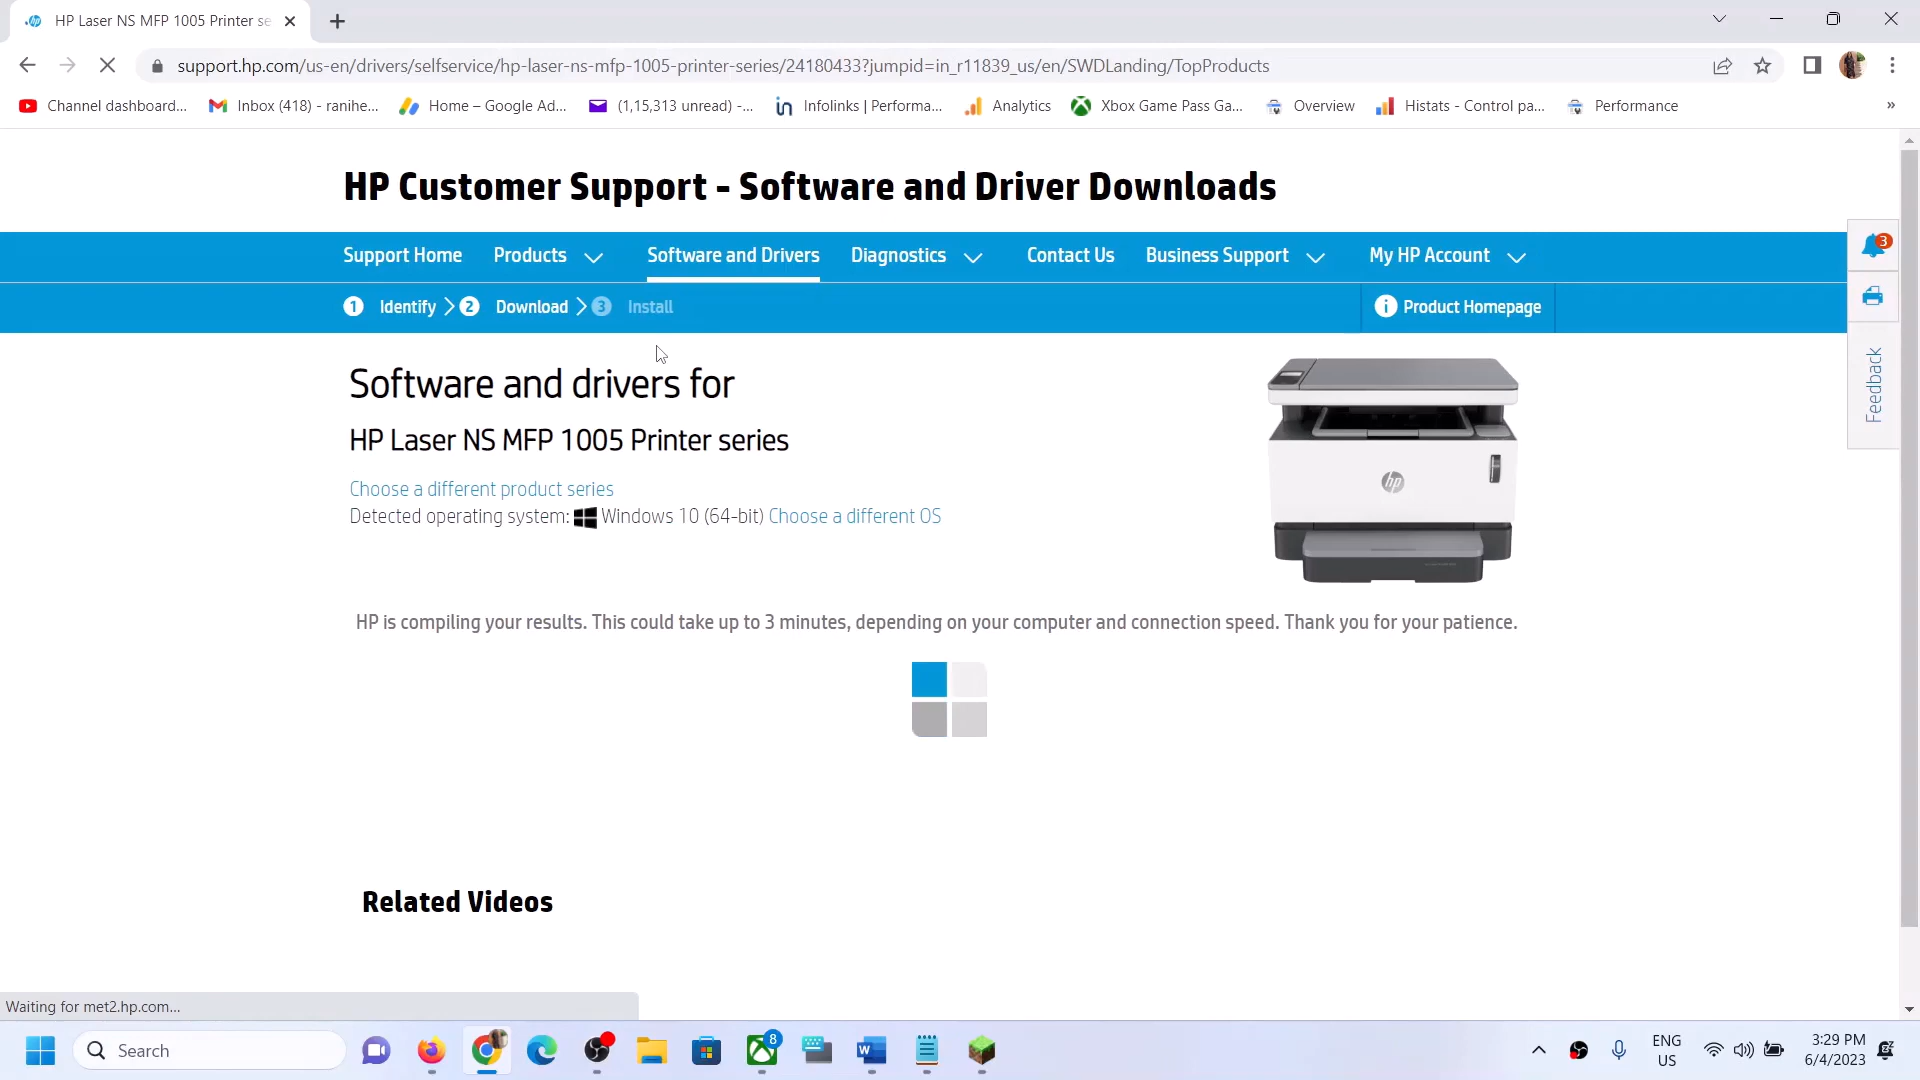 HP Laser NS MFP 1005 Printer se
support.hp.com/us-en/drivers/selfservice/hp-laser-ns-mfp-1005-printer-series/24180433?jumpid=in_r11839_us/en/SWDLanding/TopProducts
Channel dashboard... Inbox (418) - ranihe... Home – Google Ad... (1,15,313 unread) -... Infolinks | Performa... Analytics Xbox Game Pass Ga... Overview Histats - Control pa... Performance »
HP Customer Support - Software and Driver Downloads
Support Home Products Software and Drivers Diagnostics Contact Us Business Support My HP Account
3
1 Identify 2 Download 3 Install Product Homepage
Feedback
Software and drivers for
HP Laser NS MFP 1005 Printer series
Choose a different product series
Detected operating system: Windows 10 (64-bit) Choose a different OS
hp
HP is compiling your results. This could take up to 3 minutes, depending on your computer and connection speed. Thank you for your patience.
Related Videos
Waiting for met2.hp.com...
Search 8 ENG US 3:29 PM
6/4/2023